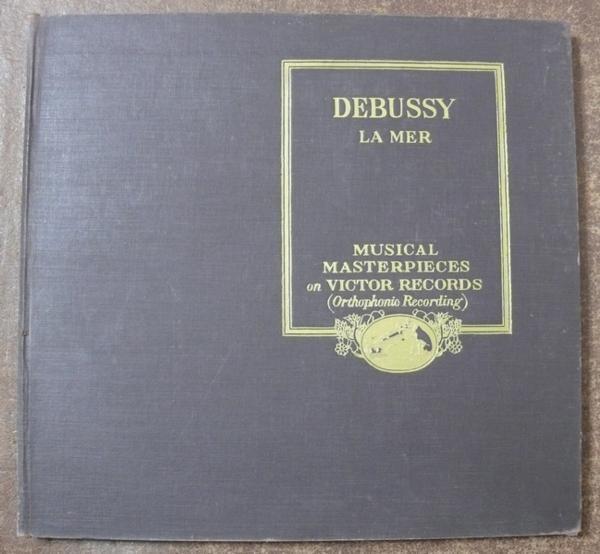 DEBUSSY
LA MER
MUSICAL
MASTERPIECES
on VICTOR RECORDS
(Orthophonic Recording)